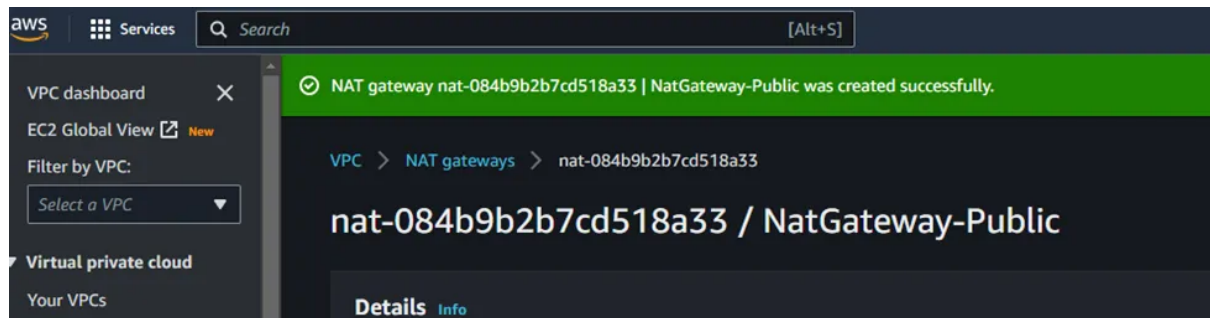 aws
Services
Search
[Alt+S]
VPC dashboard
EC2 Global View New
Filter by VPC:
Select a VPC
Virtual private cloud
Your VPCs
NAT gateway nat-084b9b2b7cd518a33 | NatGateway-Public was created successfully.
VPC > NAT gateways > nat-084b9b2b7cd518a33
nat-084b9b2b7cd518a33 / NatGateway-Public
Details Info